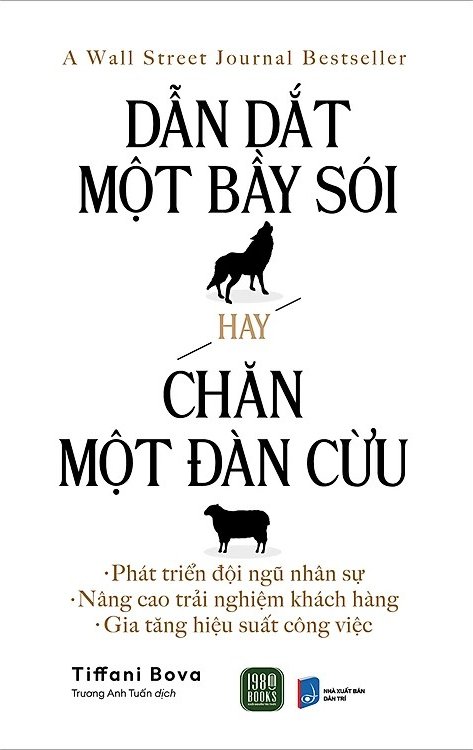 A Wall Street Journal Bestseller
DẪN DẮT
MỘT BẦY SÓI
HAY
CHĂN
MỘT ĐÀN CỪU
·Phát triển đội ngũ nhân sự
·Nâng cao trải nghiệm khách hàng
·Gia tăng hiệu suất công việc
Tiffani Bova
Trương Anh Tuấn dịch
1980
BOOKS
NHÀ XUẤT BẢN
DÂN TRÍ